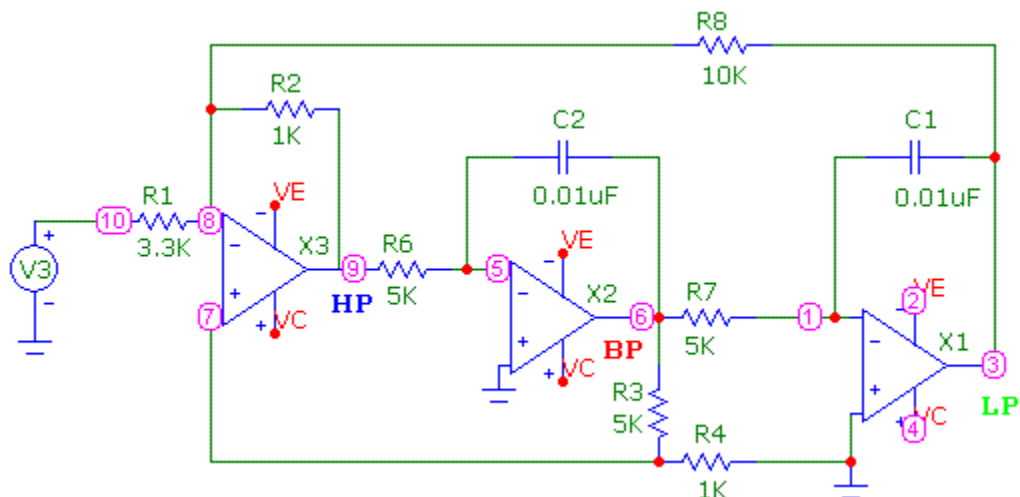 R8
10K
R2
1K
C2
0.01uF
C1
0.01uF
R1
3.3K
10
8
VE
X3
V3
7
VC
9
HP
R6
5K
5
VE
X2
6
BP
VC
R7
5K
1
2
VE
X1
3
LP
4
VC
R3
5K
R4
1K